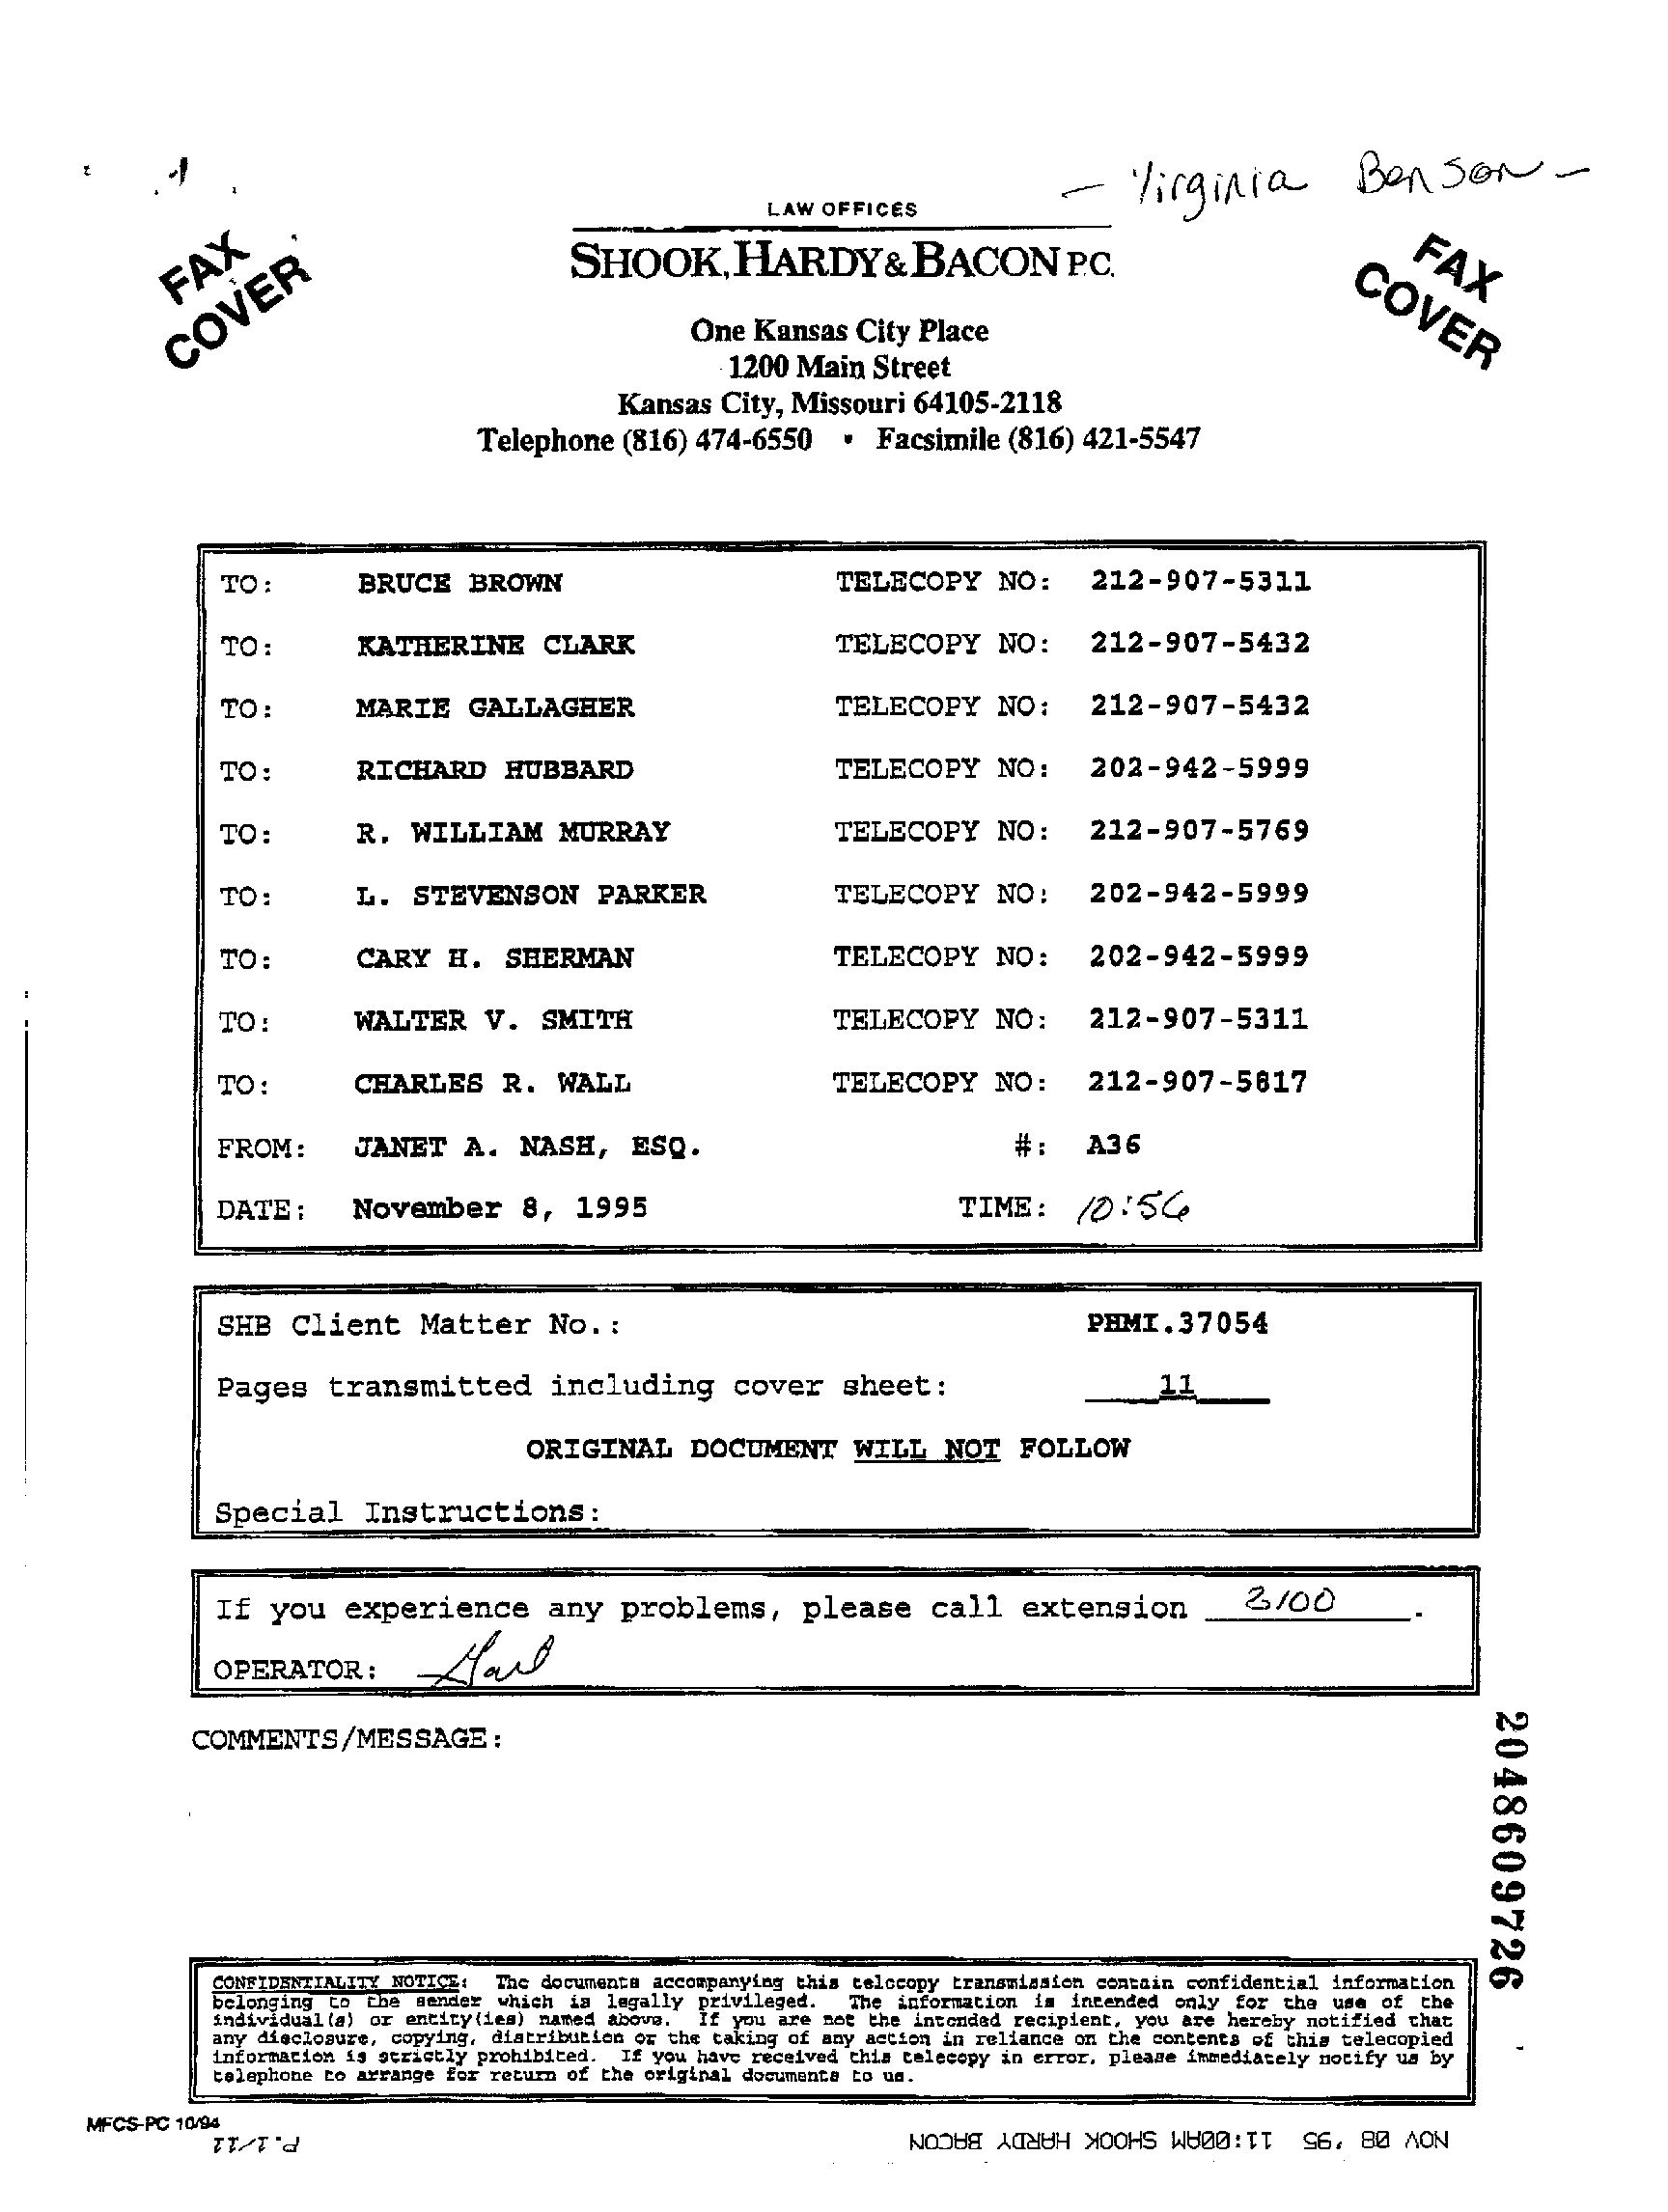 - Virginia Benson -
LAW OFFICES
SHOOK, HARDY & BACON P.C.
FAX
COVER
FAX
COVER
One Kansas City Place
1200 Main Street
Kansas City, Missouri 64105-2118
Telephone (816) 474-6550 • Facsimile (816) 421-5547
TO: BRUCE BROWN TELECOPY NO: 212-907-5311
TO: KATHERINE CLARK TELECOPY NO: 212-907-5432
TO: MARIE GALLAGHER TELECOPY NO: 212-907-5432
TO: RICHARD HUBBARD TELECOPY NO: 202-942-5999
TO: R. WILLIAM MURRAY TELECOPY NO: 212-907-5769
TO: L. STEVENSON PARKER TELECOPY NO: 202-942-5999
TO: CARY H. SHERMAN TELECOPY NO: 202-942-5999
TO: WALTER V. SMITH TELECOPY NO: 212-907-5311
TO: CHARLES R. WALL TELECOPY NO: 212-907-5817
FROM: JANET A. NASH, ESQ. #: A36
DATE: November 8, 1995 TIME: 10:56
SHB Client Matter No.: PHMI.37054
Pages transmitted including cover sheet: 11
ORIGINAL DOCUMENT WILL NOT FOLLOW
Special Instructions:
If you experience any problems, please call extension 3100.
OPERATOR:
COMMENTS/MESSAGE:
2048609726
CONFIDENTIALITY NOTICE: The documents accompanying this telecopy transmission contain confidential information
belonging to the sender which is legally privileged. The information is intended only for the use of the
individual(s) or entity(ies) named above. If you are not the intended recipient, you are hereby notified that
any disclosure, copying, distribution or the taking of any action in reliance on the contents of this telecopied
information is strictly prohibited. If you have received this telecopy in error, please immediately notify us by
telephone to arrange for return of the original documents to us.
MFCS-PC 10/94
P.1/11
NOV 08 '95 11:00AM SHOOK HARDY BACON